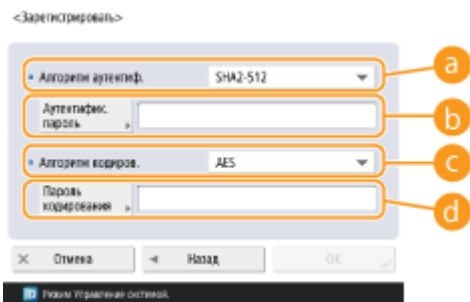 <Зарегистрировать>
Алгоритм аутентиф. SHA2-512 a
Аутентифик.
пароль b
Алгоритм кодиров. AES c
Пароль
кодирования d
Отмена Назад OK
Режим Управление системой.